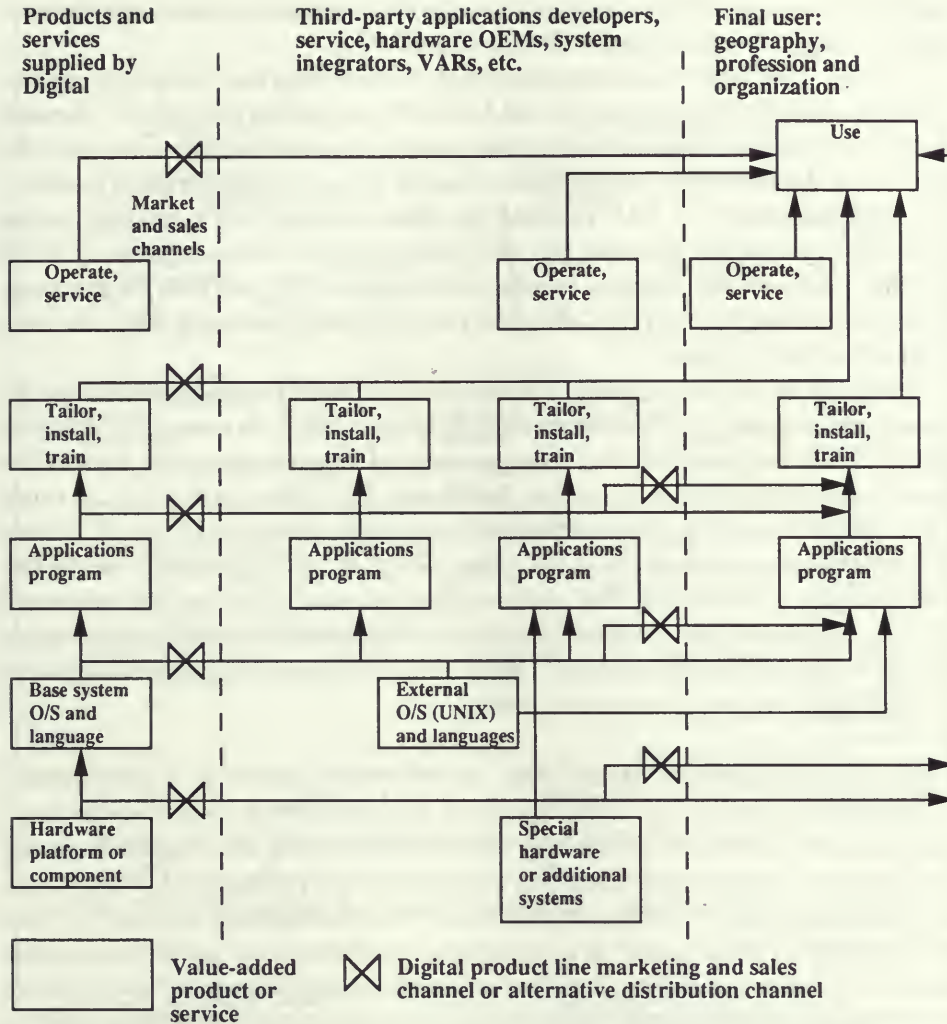 Products and
services
supplied by
Digital
Third-party applications developers,
service, hardware OEMs, system
integrators, VARs, etc.
Final user:
geography,
profession and
organization
Use
Market
and sales
channels
Operate,
service
Operate,
service
Operate,
service
Tailor,
install,
train
Tailor,
install,
train
Tailor,
install,
train
Tailor,
install,
train
Applications
program
Applications
program
Applications
program
Applications
program
Base system
O/S and
language
External
O/S (UNIX)
and languages
Hardware
platform or
component
Special
hardware
or additional
systems
Value-added
product or
service
Digital product line marketing and sales
channel or alternative distribution channel